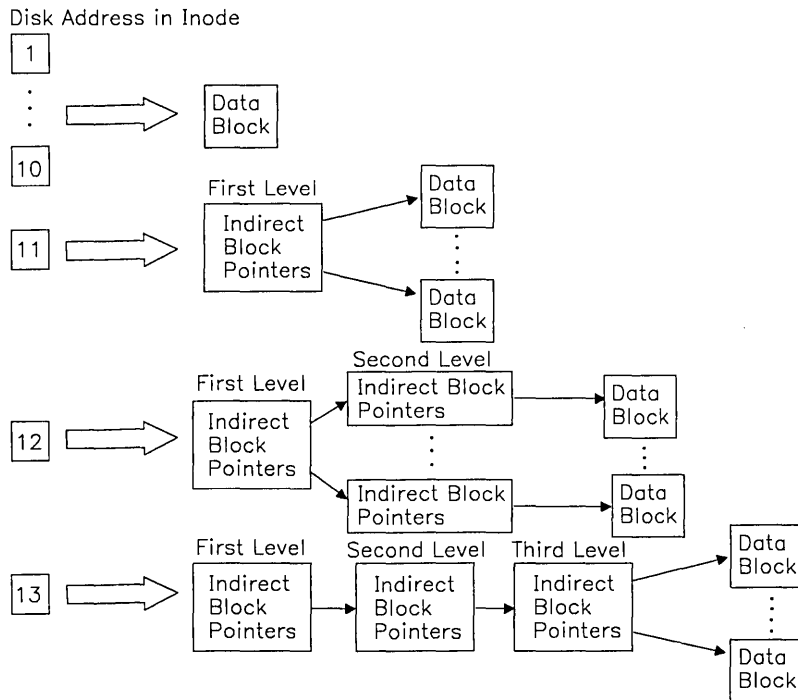 Disk Address in Inode
1
Data
Block
10
First Level
11
Indirect
Block
Pointers
Data
Block
Data
Block
First Level
Second Level
12
Indirect
Block
Pointers
Indirect Block
Pointers
Indirect Block
Pointers
Data
Block
Data
Block
First Level
Second Level
Third Level
13
Indirect
Block
Pointers
Indirect
Block
Pointers
Indirect
Block
Pointers
Data
Block
Data
Block